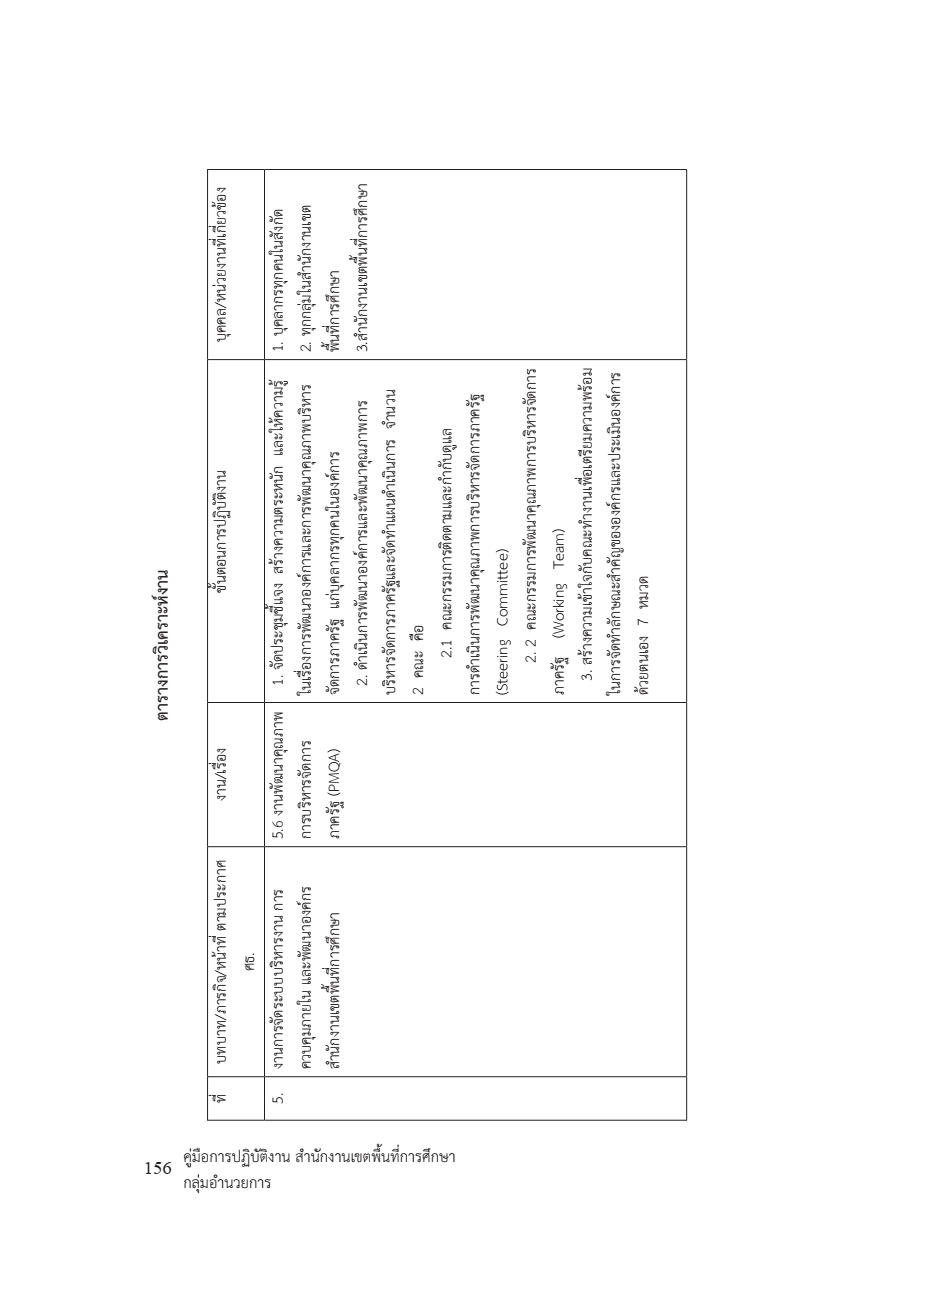 ตารางการวิเคราะห์งาน
ที่
บทบาท/ภารกิจ/หน้าที่ ตามประกาศ
ศธ.
งาน/เรื่อง
ขั้นตอนการปฏิบัติงาน
บุคคล/หน่วยงานที่เกี่ยวข้อง
5.
งานการจัดระบบบริหารงาน การ
ควบคุมภายใน และพัฒนาองค์กร
สำนักงานเขตพื้นที่การศึกษา
5.6 งานพัฒนาคุณภาพ
การบริหารจัดการ
ภาครัฐ (PMQA)
1. จัดประชุมชี้แจง สร้างความตระหนัก และให้ความรู้
ในเรื่องการพัฒนาองค์การและการพัฒนาคุณภาพบริหาร
จัดการภาครัฐ แก่บุคลากรทุกคนในองค์การ
2. ดำเนินการพัฒนาองค์การและพัฒนาคุณภาพการ
บริหารจัดการภาครัฐและจัดทำแผนดำเนินการ จำนวน
2 คณะ คือ
2.1 คณะกรรมการติดตามและกำกับดูแล
การดำเนินการพัฒนาคุณภาพการบริหารจัดการภาครัฐ
(Steering Committee)
2. 2 คณะกรรมการพัฒนาคุณภาพการบริหารจัดการ
ภาครัฐ (Working Team)
3. สร้างความเข้าใจกับคณะทำงานเพื่อเตรียมความพร้อม
ในการจัดทำลักษณะสำคัญขององค์กรและประเมินองค์การ
ด้วยตนเอง 7 หมวด
1. บุคลากรทุกคนในสังกัด
2. ทุกกลุ่มในสำนักงานเขต
พื้นที่การศึกษา
3.สำนักงานเขตพื้นที่การศึกษา
156
คู่มือการปฏิบัติงาน สำนักงานเขตพื้นที่การศึกษา
กลุ่มอำนวยการ